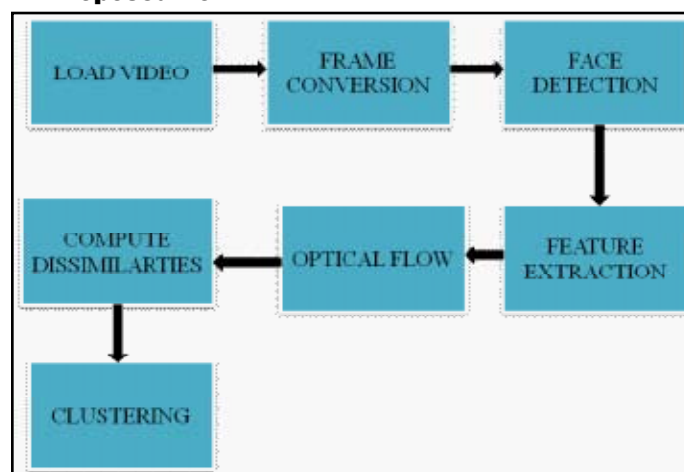 LOAD VIDEO
FRAME
CONVERSION
FACE
DETECTION
FEATURE
EXTRACTION
OPTICAL FLOW
COMPUTE
DISSIMILARTIES
CLUSTERING